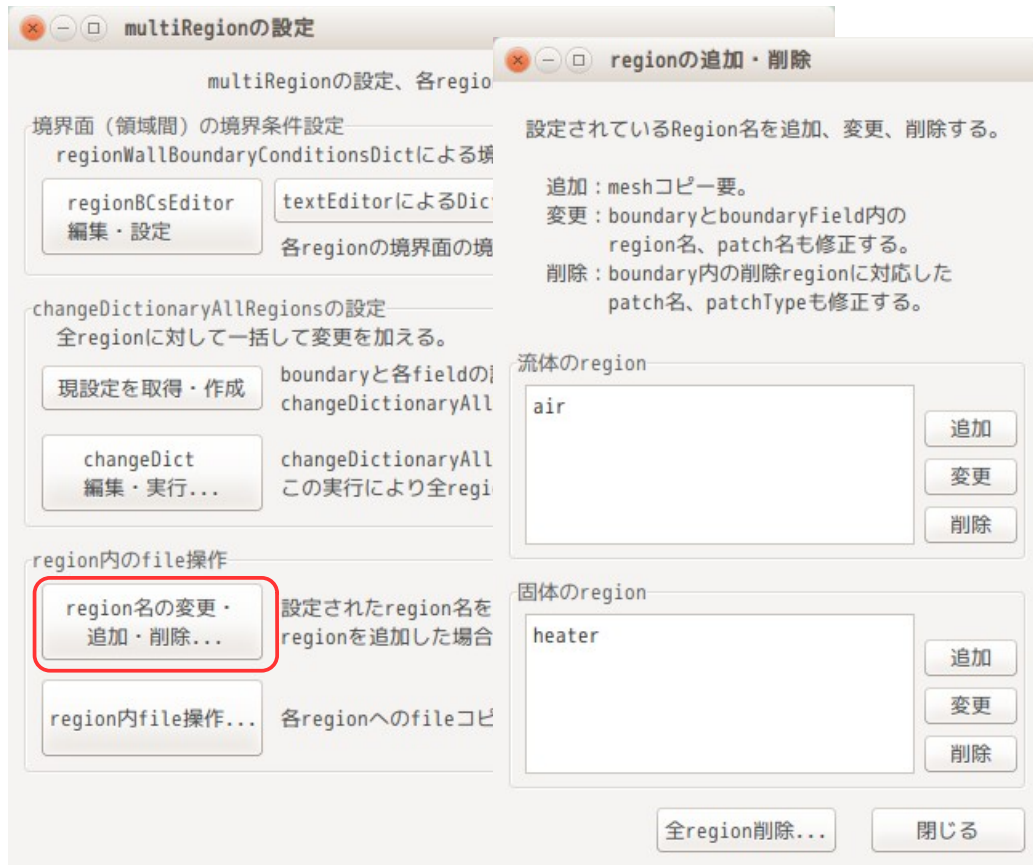 multiRegionの設定
multiRegionの設定、各regio
境界面（領域間）の境界条件設定
regionWallBoundaryConditionsDictによる境
regionBCsEditor
編集・設定
textEditorによるDic
各regionの境界面の境
changeDictionaryAllRegionsの設定
全regionに対して一括して変更を加える。
現設定を取得・作成
boundaryと各fieldの
changeDictionaryAll
changeDict
編集・実行...
changeDictionaryAll
この実行により全regi
region内のfile操作
region名の変更・
追加・削除...
設定されたregion名を
regionを追加した場合
region内file操作...
各regionへのfileコピ
regionの追加・削除
設定されているRegion名を追加、変更、削除する。
追加：meshコピー要。
変更：boundaryとboundaryField内の
region名、patch名も修正する。
削除：boundary内の削除regionに対応した
patch名、patchTypeも修正する。
流体のregion
air
追加
変更
削除
固体のregion
heater
追加
変更
削除
全region削除...
閉じる